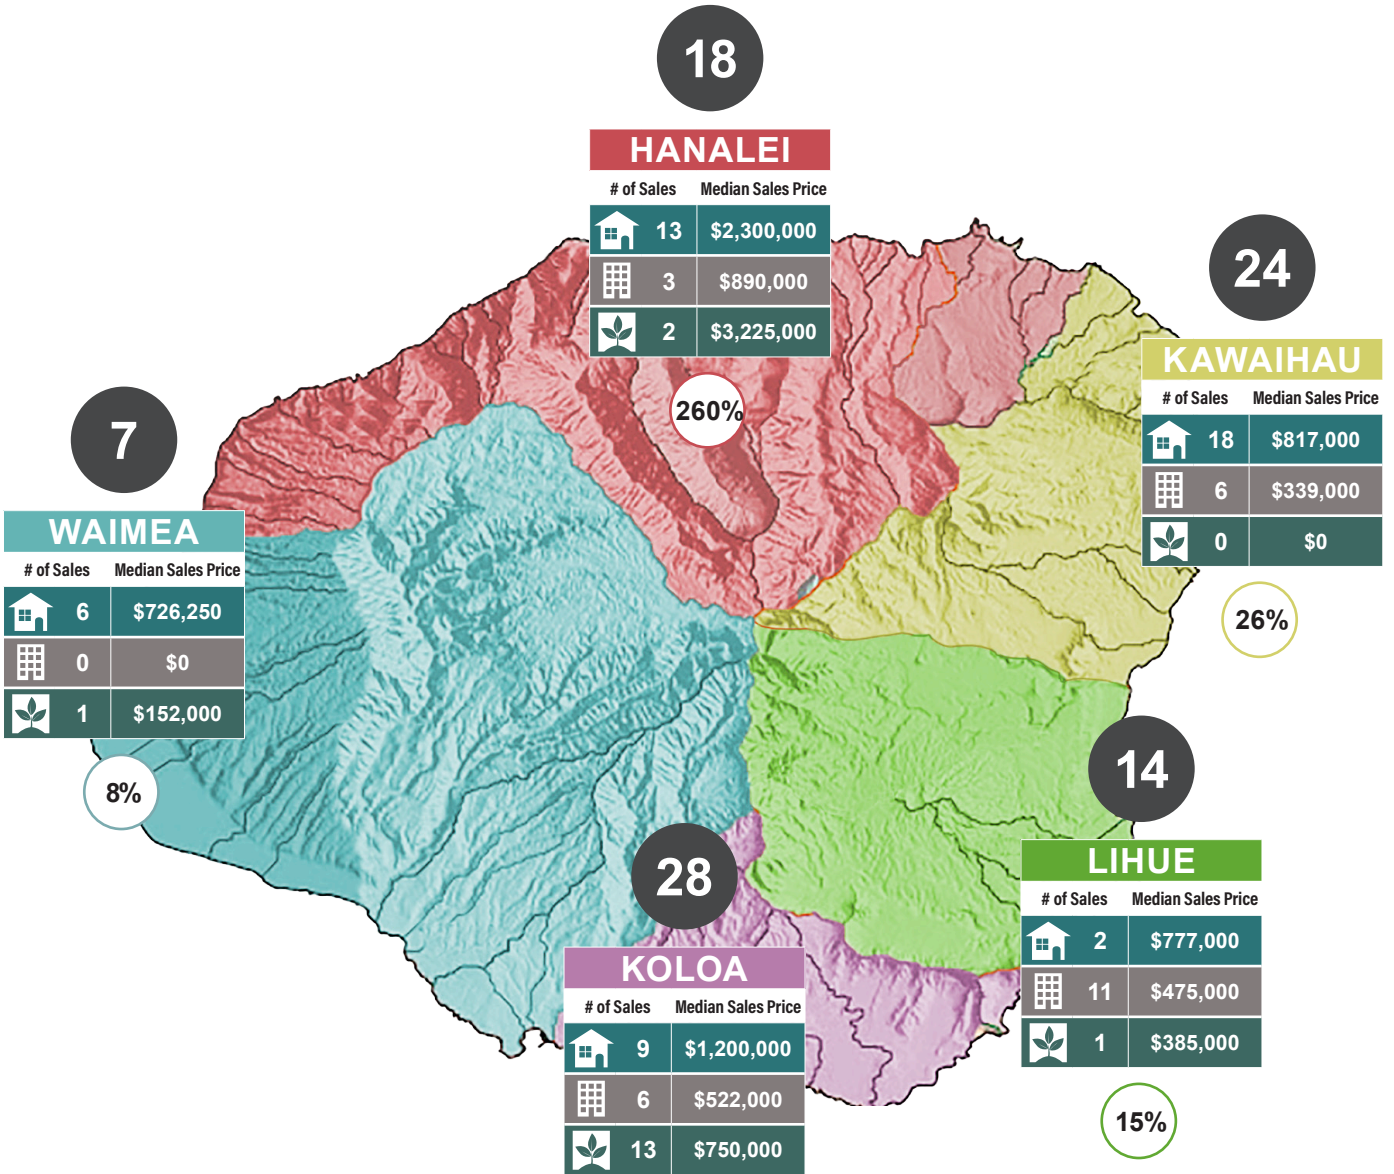 18
HANALEI
# of Sales Median Sales Price
13 $2,300,000
3 $890,000
2 $3,225,000
260%
24
KAWAIHAU
# of Sales Median Sales Price
18 $817,000
6 $339,000
0 $0
26%
7
WAIMEA
# of Sales Median Sales Price
6 $726,250
0 $0
1 $152,000
8%
14
LIHUE
# of Sales Median Sales Price
2 $777,000
11 $475,000
1 $385,000
15%
28
KOLOA
# of Sales Median Sales Price
9 $1,200,000
6 $522,000
13 $750,000